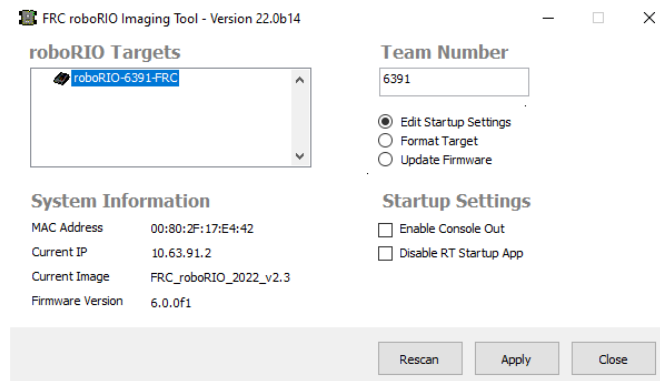 FRC roboRIO Imaging Tool - Version 22.0b14
roboRIO Targets
roboRIO-6391-FRC
Team Number
6391
Edit Startup Settings
Format Target
Update Firmware
System Information
MAC Address 00:80:2F:17:E4:42
Current IP 10.63.91.2
Current Image FRC_roboRIO_2022_v2.3
Firmware Version 6.0.0f1
Startup Settings
Enable Console Out
Disable RT Startup App
Rescan Apply Close